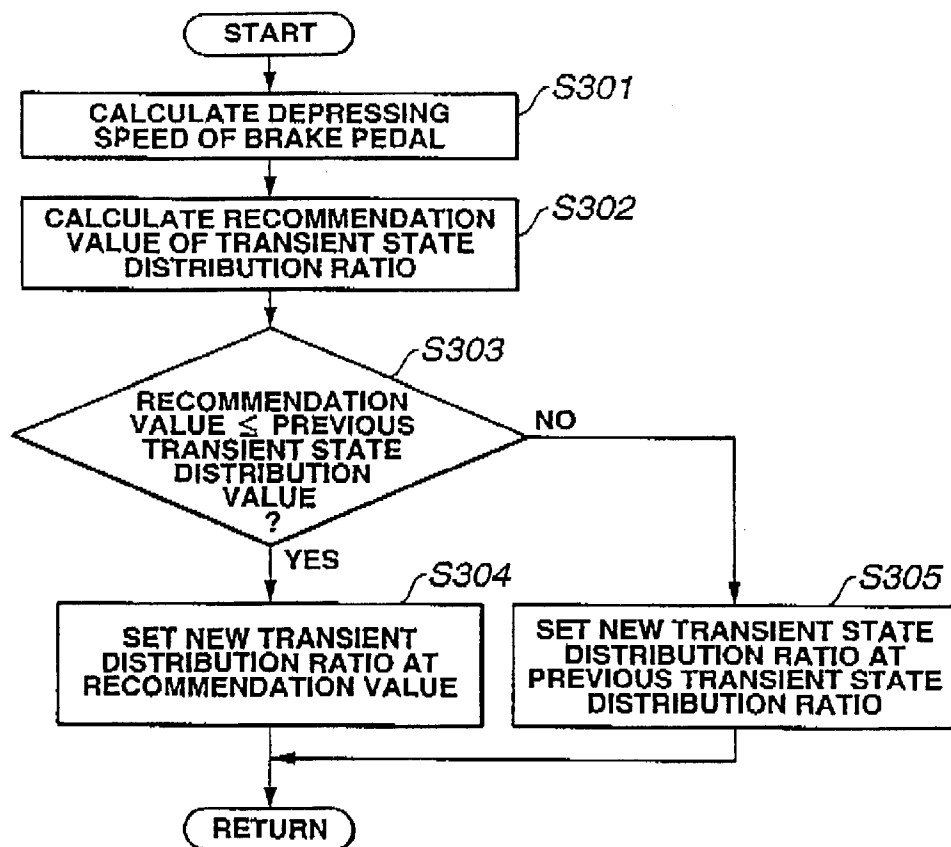 START
S301
CALCULATE DEPRESSING
SPEED OF BRAKE PEDAL
S302
CALCULATE RECOMMENDATION
VALUE OF TRANSIENT STATE
DISTRIBUTION RATIO
S303
RECOMMENDATION
VALUE ≦ PREVIOUS
TRANSIENT STATE
DISTRIBUTION
VALUE
?
NO
YES
S304
SET NEW TRANSIENT
DISTRIBUTION RATIO AT
RECOMMENDATION VALUE
S305
SET NEW TRANSIENT STATE
DISTRIBUTION RATIO AT
PREVIOUS TRANSIENT STATE
DISTRIBUTION RATIO
RETURN